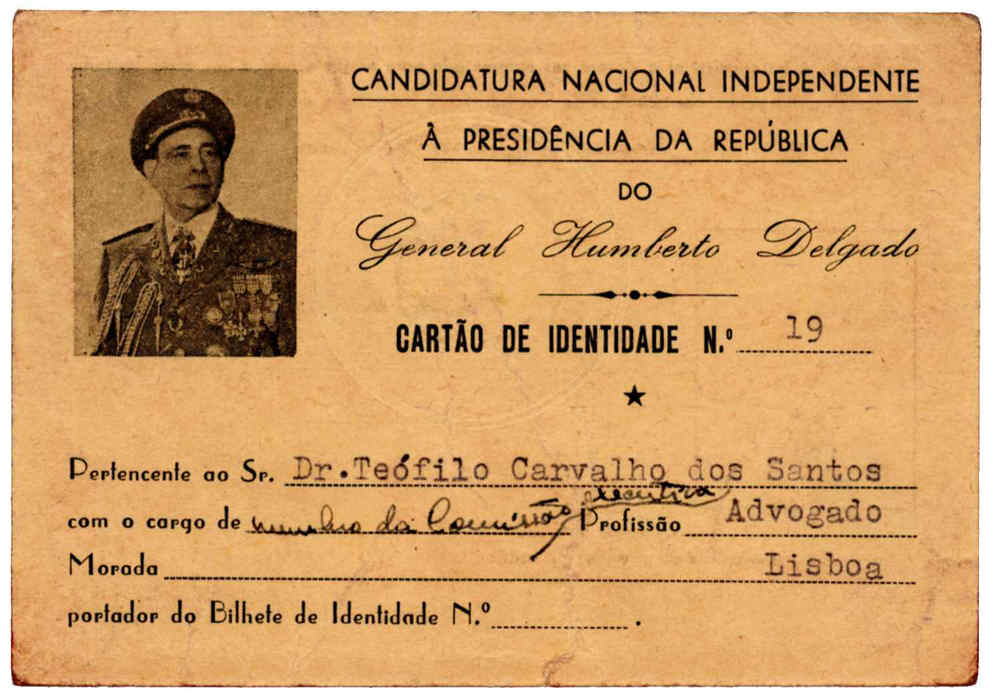 CANDIDATURA NACIONAL INDEPENDENTE
À PRESIDÊNCIA DA REPÚBLICA
DO
General Humberto Delgado
CARTÃO DE IDENTIDADE N.º 19
Pertencente ao Sr. Dr.Teófilo Carvalho dos Santos
com o cargo de membro da Comissão executiva Profissão Advogado
Morada Lisboa
portador do Bilhete de Identidade N.º .